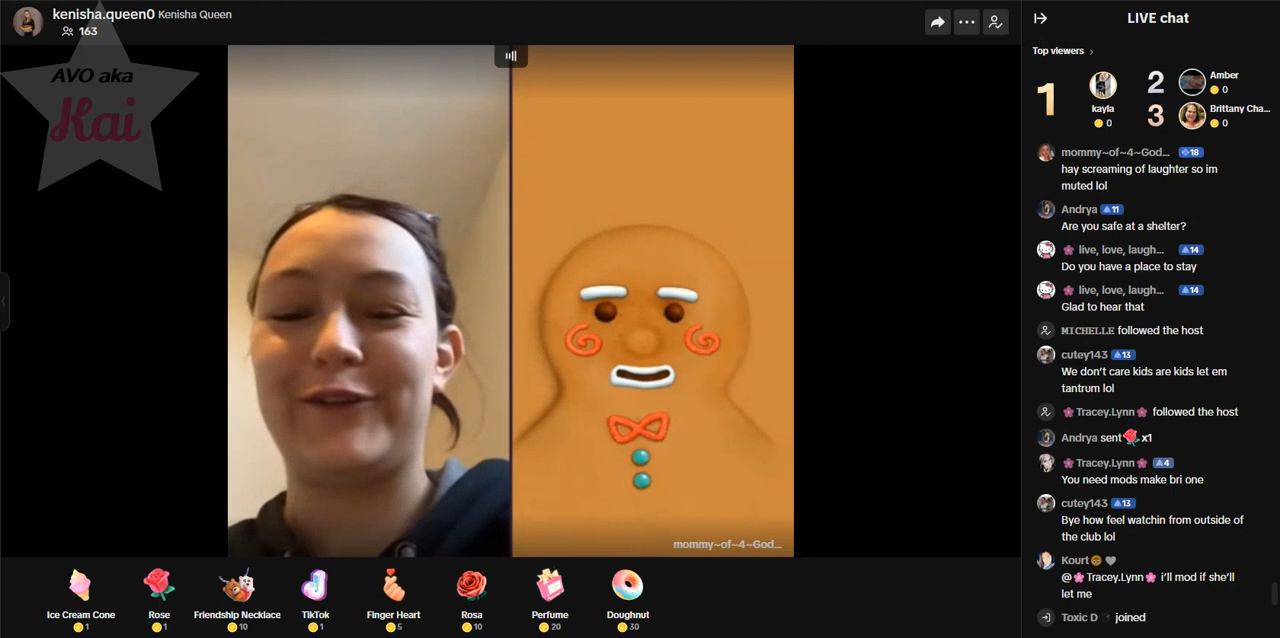 kenisha.queen0 Kenisha Queen
163
AVO aka
Kai
mommy~of~4~God...
Ice Cream Cone
1
Rose
1
Friendship Necklace
10
TikTok
1
Finger Heart
5
Rosa
10
Perfume
20
Doughnut
30
LIVE chat
Top viewers
1
kayla
0
2
Amber
0
3
Brittany Cha...
0
mommy~of~4~God... 18
hay screaming of laughter so im
muted lol
Andrya 11
Are you safe at a shelter?
live, love, laugh... 14
Do you have a place to stay
live, love, laugh... 14
Glad to hear that
MICHELLE followed the host
cutey143 13
We don't care kids are kids let em
tantrum lol
Tracey.Lynn followed the host
Andrya sent x1
Tracey.Lynn 4
You need mods make bri one
cutey143 13
Bye how feel watchin from outside of
the club lol
Kourt
@Tracey.Lynn i'll mod if she'll
let me
Toxic D joined